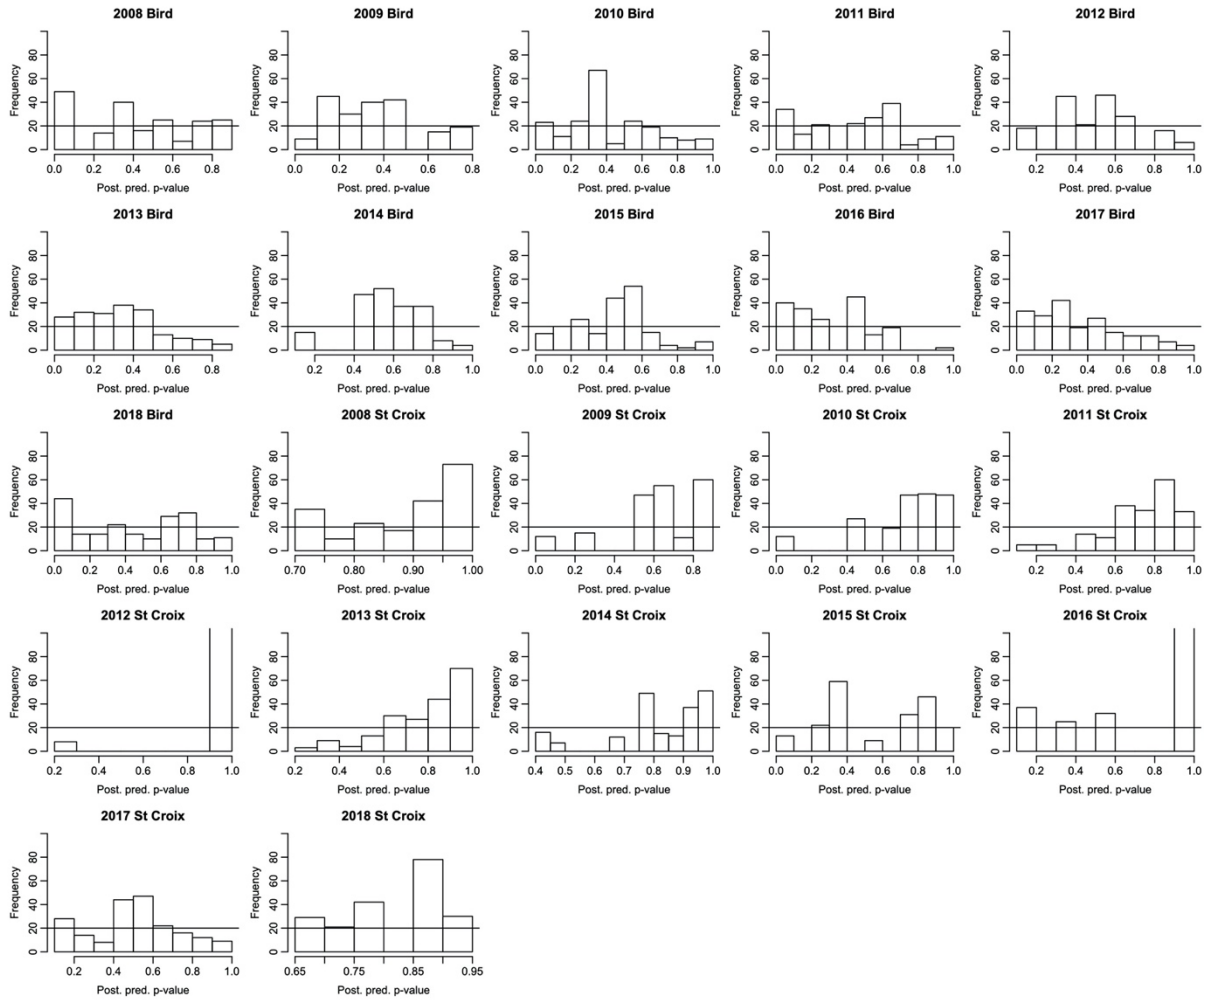 2008 Bird
Frequency
0 20 40 60 80
0.0 0.2 0.4 0.6 0.8
Post. pred. p-value
2009 Bird
Frequency
0 20 40 60 80
0.0 0.2 0.4 0.6 0.8
Post. pred. p-value
2010 Bird
Frequency
0 20 40 60 80
0.0 0.2 0.4 0.6 0.8 1.0
Post. pred. p-value
2011 Bird
Frequency
0 20 40 60 80
0.0 0.2 0.4 0.6 0.8 1.0
Post. pred. p-value
2012 Bird
Frequency
0 20 40 60 80
0.2 0.4 0.6 0.8 1.0
Post. pred. p-value
2013 Bird
Frequency
0 20 40 60 80
0.0 0.2 0.4 0.6 0.8
Post. pred. p-value
2014 Bird
Frequency
0 20 40 60 80
0.2 0.4 0.6 0.8 1.0
Post. pred. p-value
2015 Bird
Frequency
0 20 40 60 80
0.0 0.2 0.4 0.6 0.8 1.0
Post. pred. p-value
2016 Bird
Frequency
0 20 40 60 80
0.0 0.2 0.4 0.6 0.8 1.0
Post. pred. p-value
2017 Bird
Frequency
0 20 40 60 80
0.0 0.2 0.4 0.6 0.8 1.0
Post. pred. p-value
2018 Bird
Frequency
0 20 40 60 80
0.0 0.2 0.4 0.6 0.8 1.0
Post. pred. p-value
2008 St Croix
Frequency
0 20 40 60 80
0.70 0.80 0.90 1.00
Post. pred. p-value
2009 St Croix
Frequency
0 20 40 60 80
0.0 0.2 0.4 0.6 0.8
Post. pred. p-value
2010 St Croix
Frequency
0 20 40 60 80
0.0 0.2 0.4 0.6 0.8 1.0
Post. pred. p-value
2011 St Croix
Frequency
0 20 40 60 80
0.2 0.4 0.6 0.8 1.0
Post. pred. p-value
2012 St Croix
Frequency
0 20 40 60 80
0.2 0.4 0.6 0.8 1.0
Post. pred. p-value
2013 St Croix
Frequency
0 20 40 60 80
0.2 0.4 0.6 0.8 1.0
Post. pred. p-value
2014 St Croix
Frequency
0 20 40 60 80
0.4 0.5 0.6 0.7 0.8 0.9 1.0
Post. pred. p-value
2015 St Croix
Frequency
0 20 40 60 80
0.0 0.2 0.4 0.6 0.8 1.0
Post. pred. p-value
2016 St Croix
Frequency
0 20 40 60 80
0.2 0.4 0.6 0.8 1.0
Post. pred. p-value
2017 St Croix
Frequency
0 20 40 60 80
0.2 0.4 0.6 0.8 1.0
Post. pred. p-value
2018 St Croix
Frequency
0 20 40 60 80
0.65 0.75 0.85 0.95
Post. pred. p-value